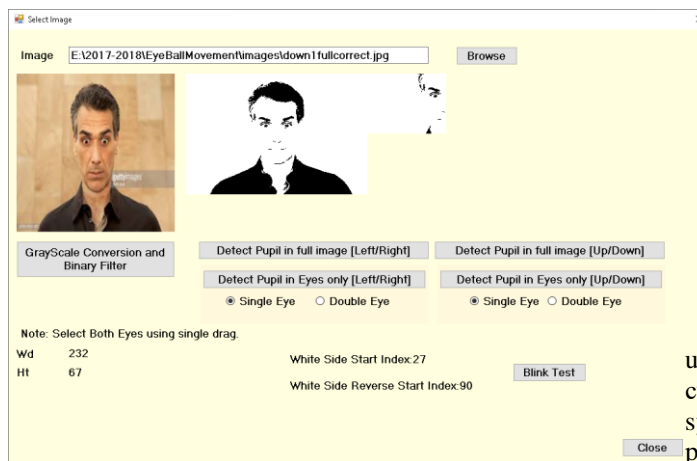 Select Image
Image E:\2017-2018\EyeBallMovement\images\down1fullcorrect.jpg Browse
gettyimages
GrayScale Conversion and
Binary Filter
Detect Pupil in full image [Left/Right] Detect Pupil in full image [Up/Down]
Detect Pupil in Eyes only [Left/Right] Detect Pupil in Eyes only [Up/Down]
Single Eye Double Eye Single Eye Double Eye
Note: Select Both Eyes using single drag.
Wd 232
White Side Start Index:27
Ht 67
Blink Test
White Side Reverse Start Index:90
Close